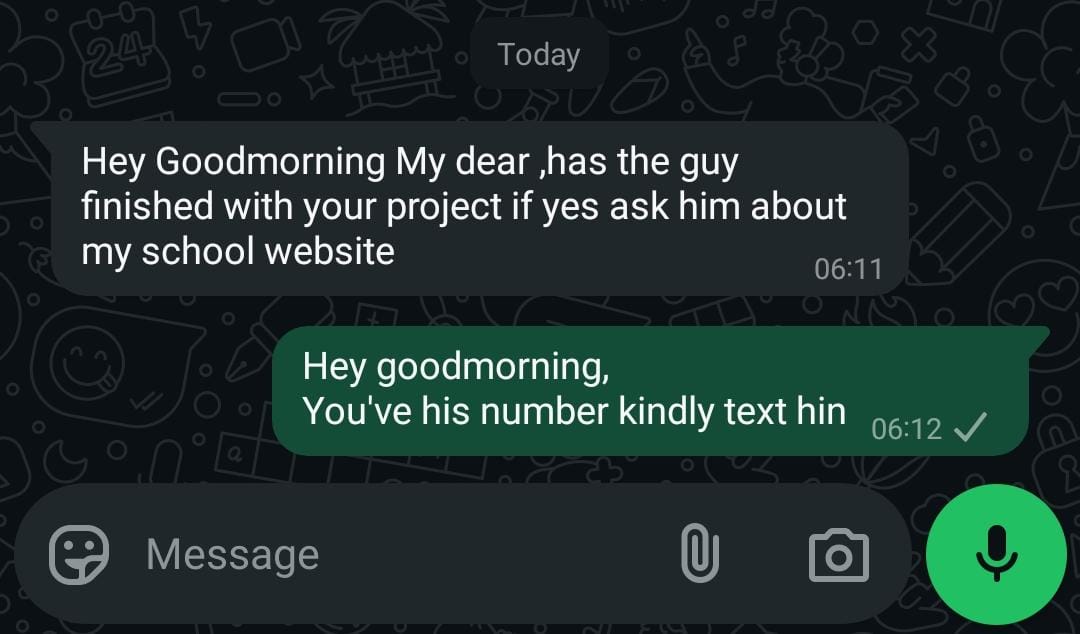 Today
Hey Goodmorning My dear ,has the guy
finished with your project if yes ask him about
my school website
06:11
Hey goodmorning,
You've his number kindly text hin
06:12
Message